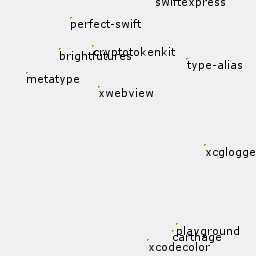 swiftexpress
perfect-swift
cryptotokenkit
brightfutures
type-alias
metatype
xwebview
xcglogge
playground
carthage
xcodecolor